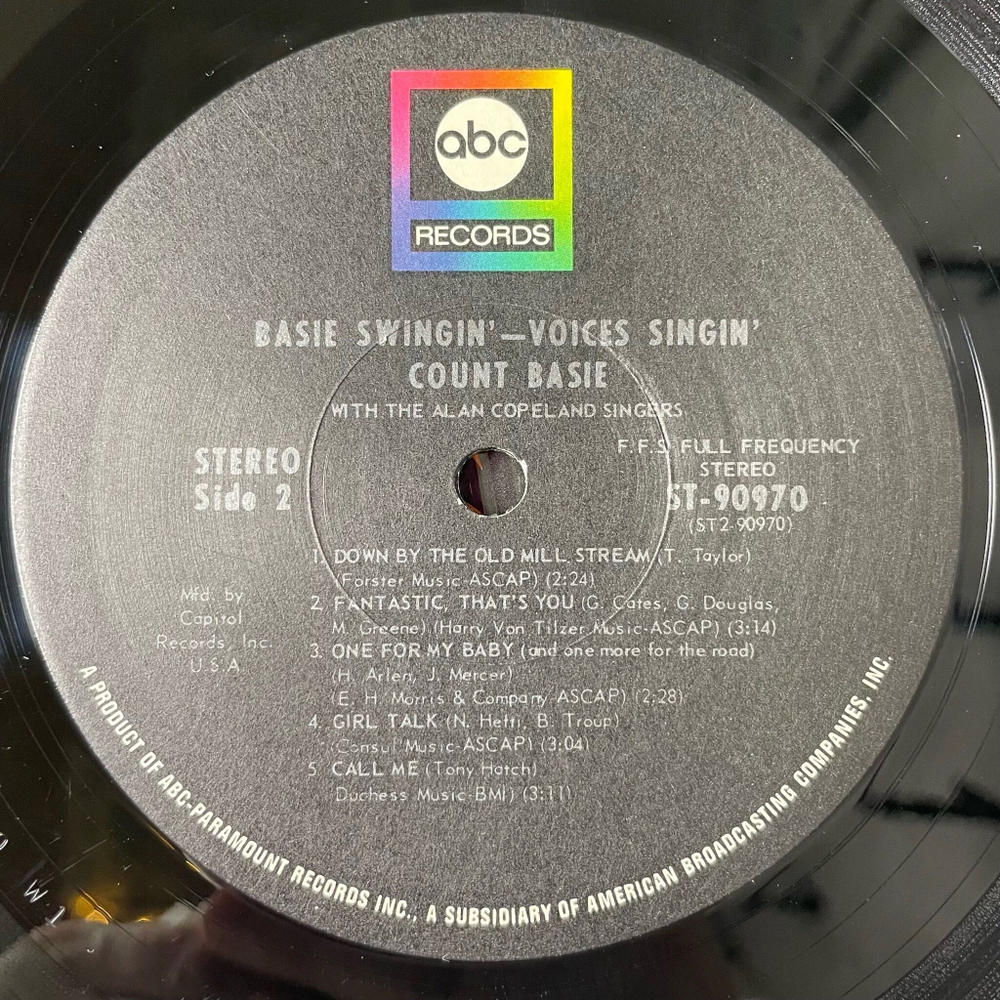 abc
RECORDS
BASIE SWINGIN'—VOICES SINGIN'
COUNT BASIE
WITH THE ALAN COPELAND SINGERS
STEREO
Side 2
F.F.S. FULL FREQUENCY
STEREO
ST-90970
(ST2-90970)
1. DOWN BY THE OLD MILL STREAM (T. Taylor)
(Forster Music-ASCAP) (2:24)
2. FANTASTIC, THAT'S YOU (G. Cates, G. Douglas,
M. Greene) (Harry Von Tilzer Music-ASCAP) (3:14)
3. ONE FOR MY BABY (and one more for the road)
(H. Arlen, J. Mercer)
(E. H. Morris & Company-ASCAP) (2:28)
4. GIRL TALK (N. Hefti, B. Troup)
(Consul Music-ASCAP) (3:04)
5. CALL ME (Tony Hatch)
Duchess Music-BMI) (3:11)
Mfd. by
Capitol
Records, Inc.
U.S.A
A PRODUCT OF ABC-PARAMOUNT RECORDS INC., A SUBSIDIARY OF AMERICAN BROADCASTING COMPANIES, INC.
W 1